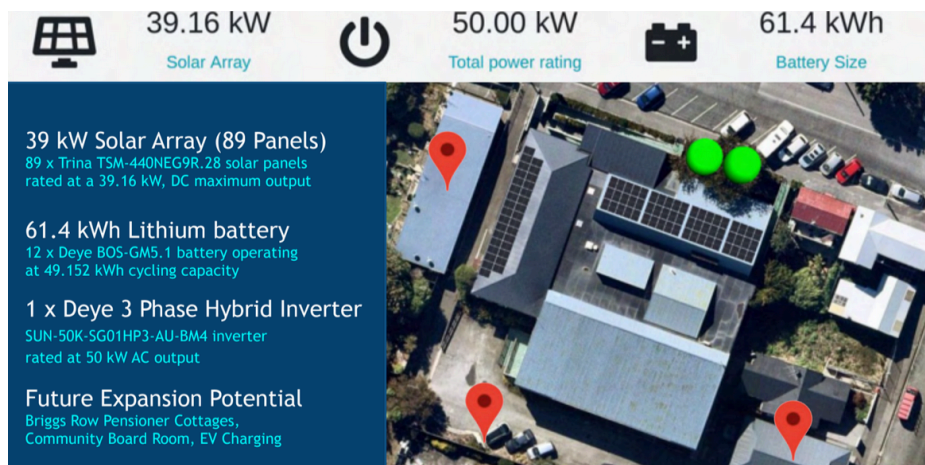 39.16 kW
Solar Array
50.00 kW
Total power rating
61.4 kWh
Battery Size
39 kW Solar Array (89 Panels)
89 x Trina TSM-440NEG9R.28 solar panels
rated at a 39.16 kW, DC maximum output
61.4 kWh Lithium battery
12 x Deye BOS-GM5.1 battery operating
at 49.152 kWh cycling capacity
1 x Deye 3 Phase Hybrid Inverter
SUN-50K-SG01HP3-AU-BM4 inverter
rated at 50 kW AC output
Future Expansion Potential
Briggs Row Pensioner Cottages,
Community Board Room, EV Charging